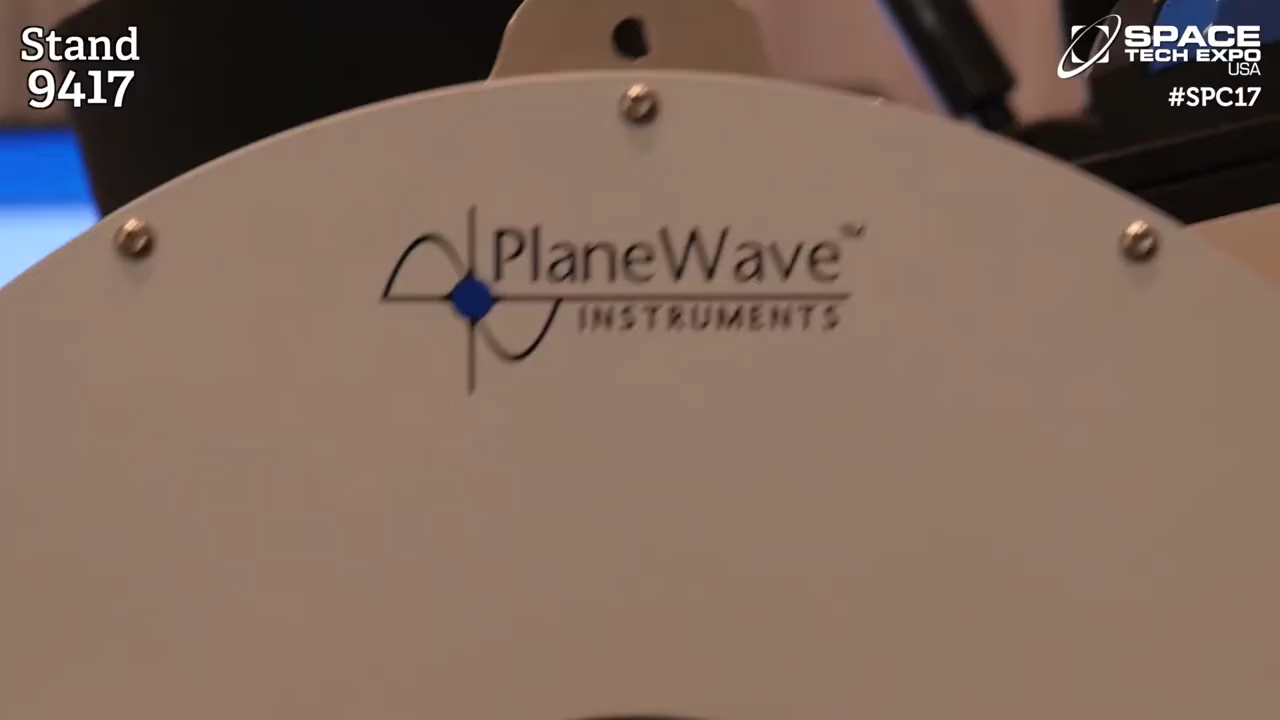 Stand
9417
SPACE
TECH EXPO
USA
#SPC17
PlaneWave™
INSTRUMENTS